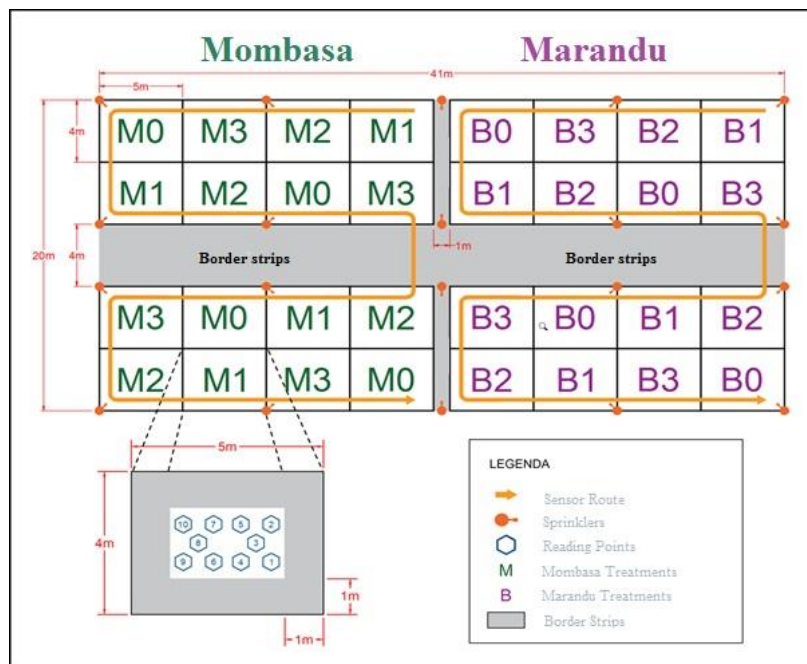 Mombasa Marandu
41m
5m
4m M0 M3 M2 M1 B0 B3 B2 B1
M1 M2 M0 M3 B1 B2 B0 B3
20m 4m Border strips 1m Border strips
M3 M0 M1 M2 B3 B0 B1 B2
M2 M1 M3 M0 B2 B1 B3 B0
5m
4m
10 7 5 2
8 3
9 6 4 1
1m
1m
LEGENDA
Sensor Route
Sprinklers
Reading Points
M Mombasa Treatments
B Marandu Treatments
Border Strips